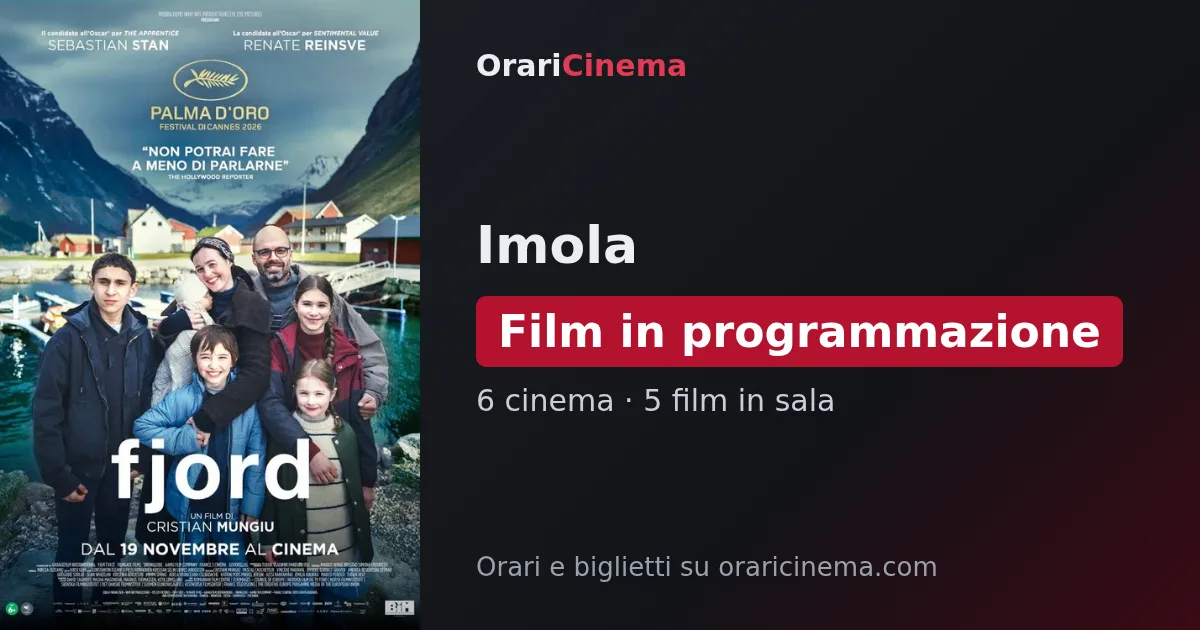 Il candidato all'Oscar® per THE APPRENTICE
SEBASTIAN STAN
La candidata all'Oscar® per SENTIMENTAL VALUE
RENATE REINSVE
PALMA D'ORO
FESTIVAL DI CANNES 2026
“NON POTRAI FARE
A MENO DI PARLARNE”
THE HOLLYWOOD REPORTER
fjord
UN FILM DI
CRISTIAN MUNGIU
DAL 19 NOVEMBRE AL CINEMA
BiM
OrariCinema
Imola
Film in programmazione
6 cinema · 5 film in sala
Orari e biglietti su oraricinema.com